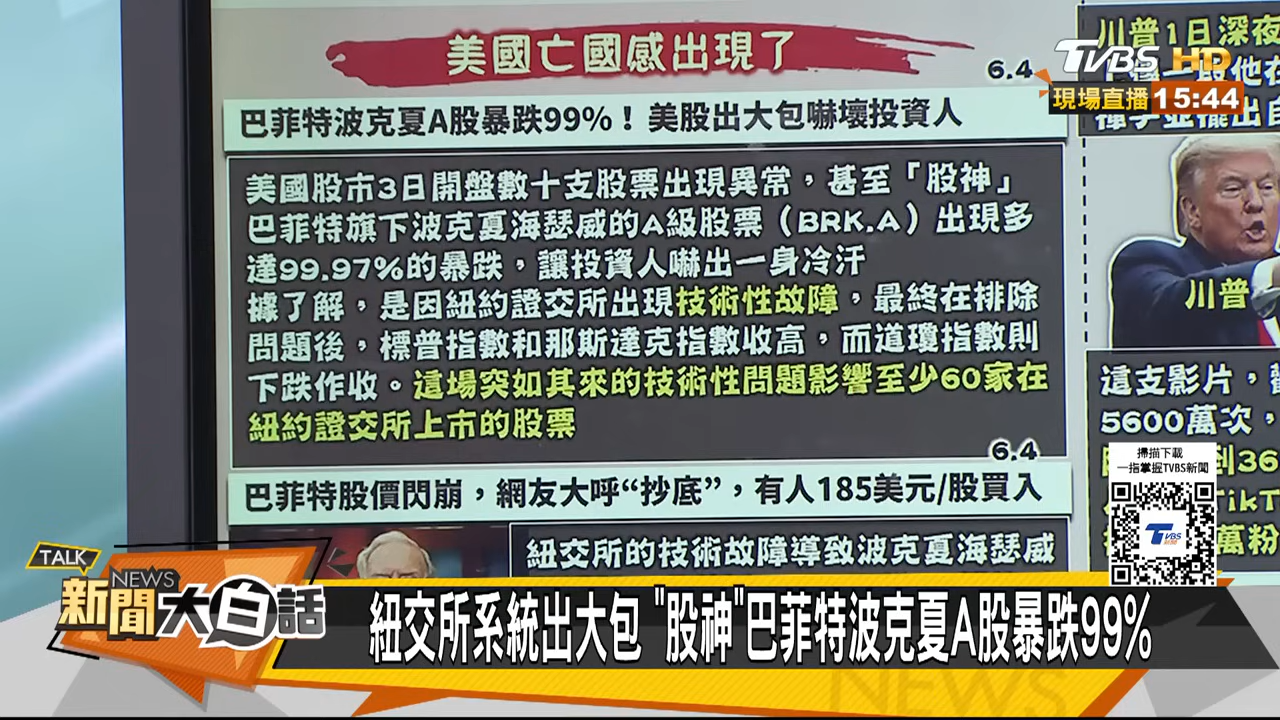 美國亡國感出現了
6.4
巴菲特波克夏A股暴跌99%！美股出大包嚇壞投資人
美國股市3日開盤數十支股票出現異常，甚至「股神」
巴菲特旗下波克夏海瑟威的A級股票（BRK.A）出現多
達99.97%的暴跌，讓投資人嚇出一身冷汗
據了解，是因紐約證交所出現技術性故障，最終在排除
問題後，標普指數和那斯達克指數收高，而道瓊指數則
下跌作收。這場突如其來的技術性問題影響至少60家在
紐約證交所上市的股票
6.4
巴菲特股價閃崩，網友大呼“抄底”，有人185美元/股買入
紐交所的技術故障導致波克夏海瑟威
川普1日深夜
TVBS HD
現場直播 15:44
川普
這支影片，
5600萬次，
到36
TikT
萬粉
掃描下載
一指掌握TVBS新聞
TVBS
新聞
TALK
NEWS
新聞大白話
紐交所系統出大包 "股神"巴菲特波克夏A股暴跌99%
NEWS